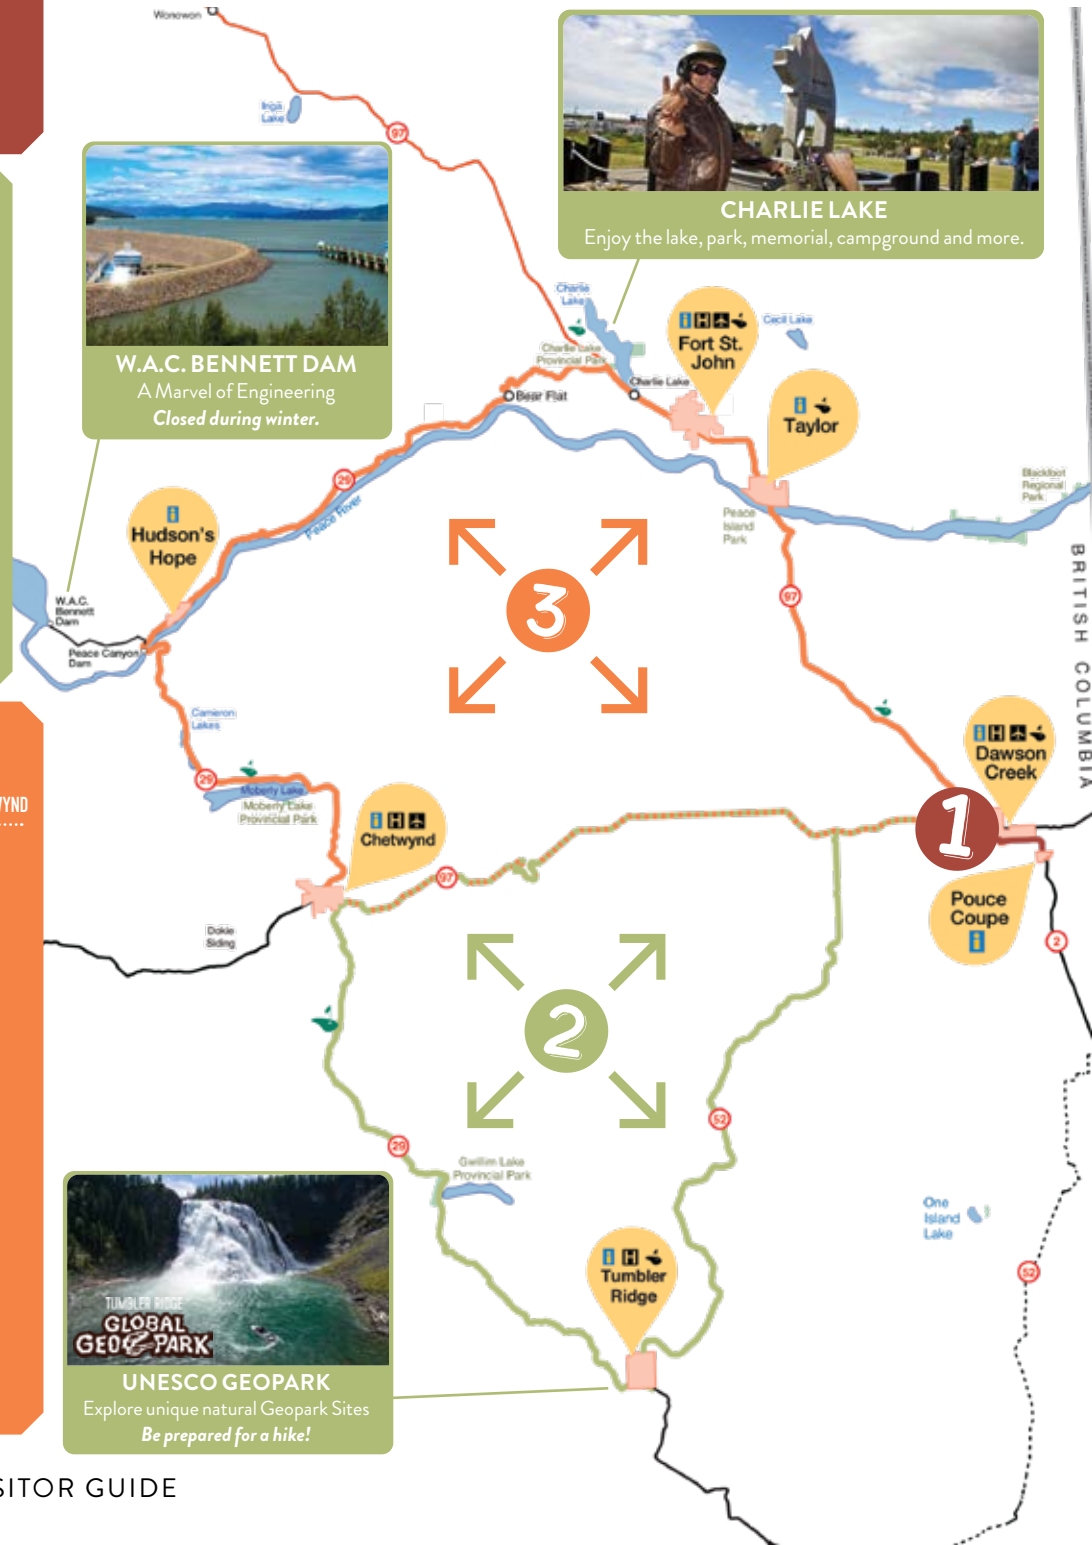 Wonowon
Inga
Lake
97
CHARLIE LAKE
Enjoy the lake, park, memorial, campground and more.
W.A.C. BENNETT DAM
A Marvel of Engineering
Closed during winter.
Charlie
Lake
Charlie Lake
Provincial Park
Charlie Lake
Fort St.
John
Cecil Lake
Bear Flat
Taylor
29
Peace River
Blackfoot
Regional
Park
Peace
Island
Park
Hudson's
Hope
BRITISH COLUMBIA
3
97
W.A.C.
Bennett
Dam
Peace Canyon
Dam
Cameron
Lakes
29
Moberly Lake
Moberly Lake
Provincial Park
WYND
Dawson
Creek
Chetwynd
1
97
Pouce
Coupe
2
Dokie
Siding
2
52
29
Gwillim Lake
Provincial Park
One
Island
Lake
52
Tumbler
Ridge
TUMBLER RIDGE
GLOBAL
GEOPARK
UNESCO GEOPARK
Explore unique natural Geopark Sites
Be prepared for a hike!
SITOR GUIDE